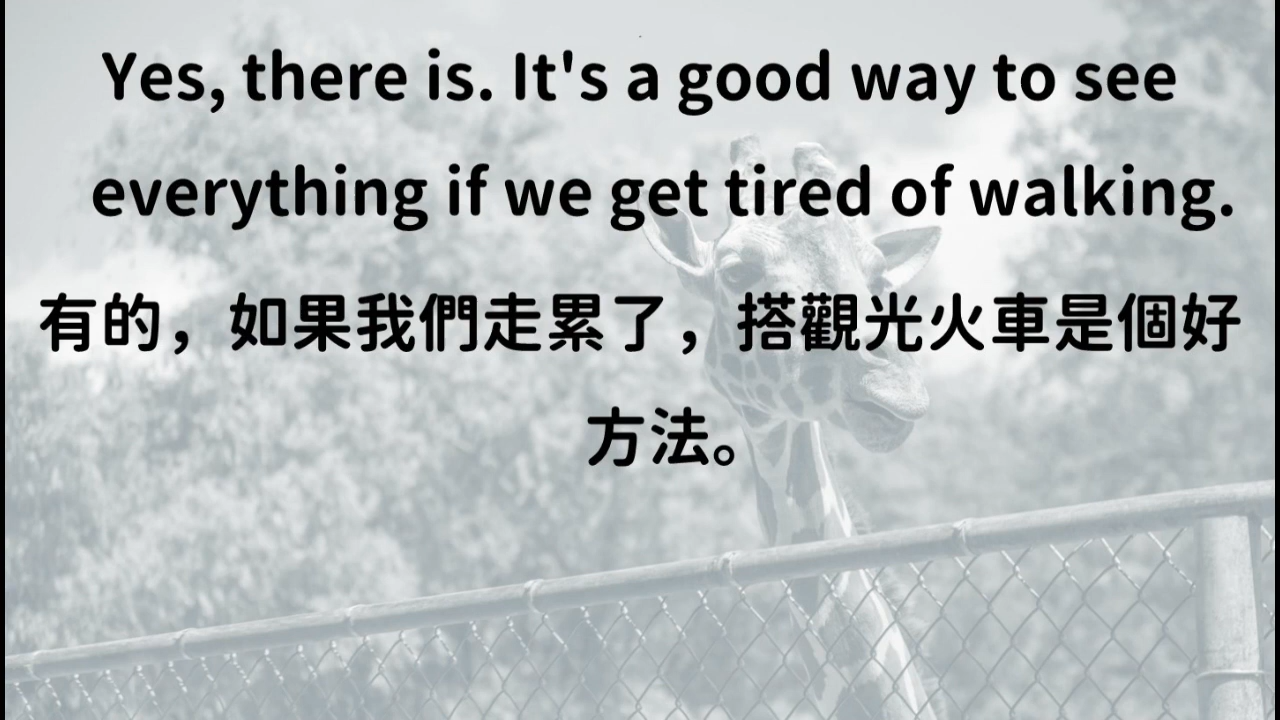 Yes, there is. It's a good way to see
everything if we get tired of walking.
有的，如果我們走累了，搭觀光火車是個好
方法。